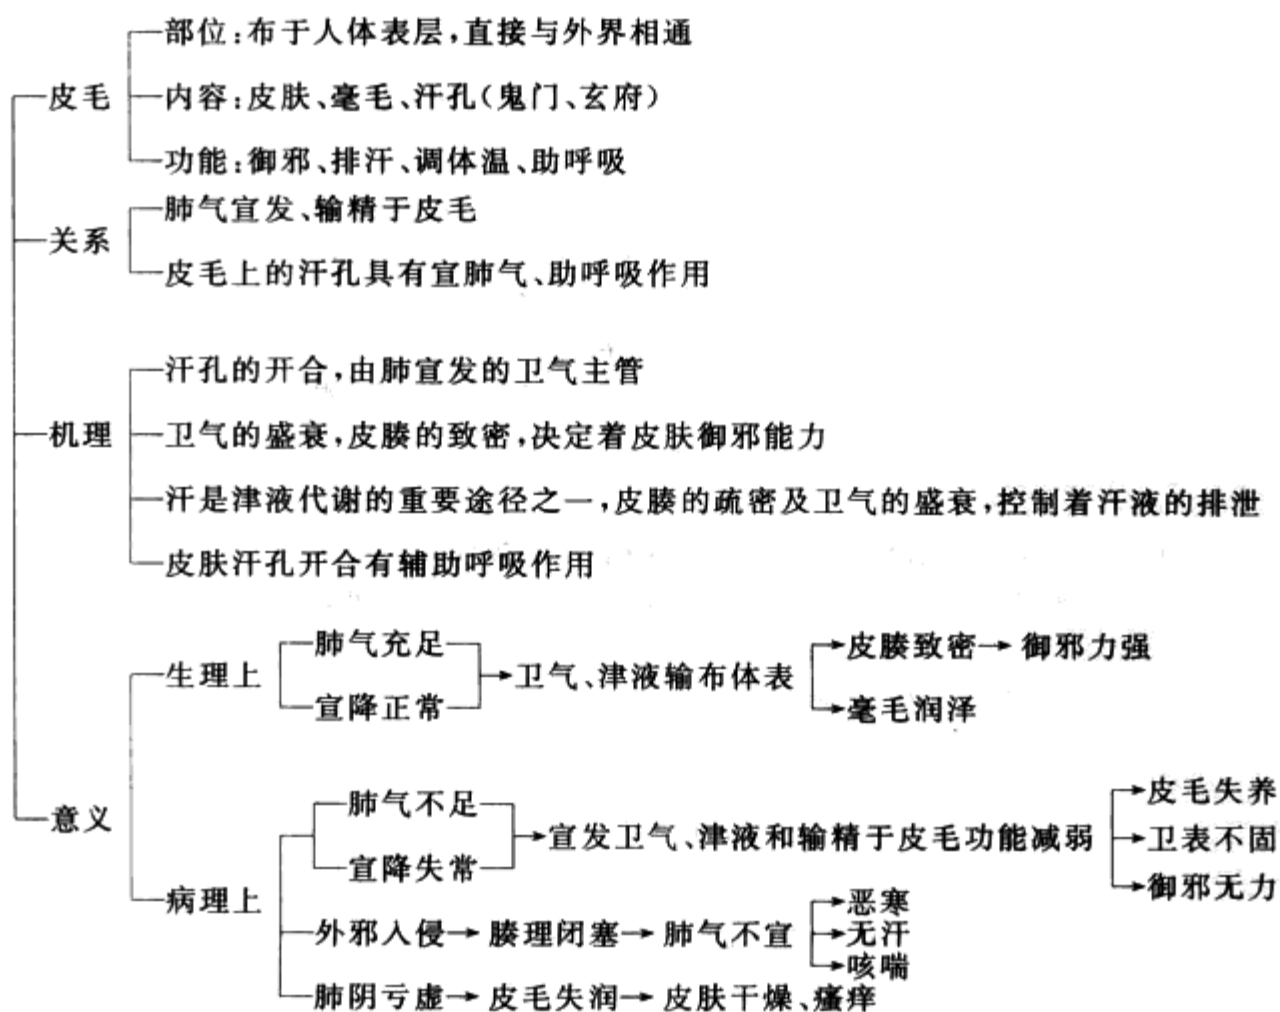 部位:布于人体表层,直接与外界相通
皮毛
内容:皮肤、毫毛、汗孔(鬼门、玄府)
功能:御邪、排汗、调体温、助呼吸
肺气宣发、输精于皮毛
关系
皮毛上的汗孔具有宣肺气、助呼吸作用
汗孔的开合,由肺宣发的卫气主管
机理
卫气的盛衰,皮腠的致密,决定着皮肤御邪能力
汗是津液代谢的重要途径之一,皮腠的疏密及卫气的盛衰,控制着汗液的排泄
皮肤汗孔开合有辅助呼吸作用
意义
生理上
肺气充足
宣降正常
卫气、津液输布体表
皮腠致密→御邪力强
毫毛润泽
病理上
肺气不足
宣降失常
宣发卫气、津液和输精于皮毛功能减弱
皮毛失养
卫表不固
御邪无力
外邪入侵→腠理闭塞→肺气不宣
恶寒
无汗
咳喘
肺阴亏虚→皮毛失润→皮肤干燥、瘙痒